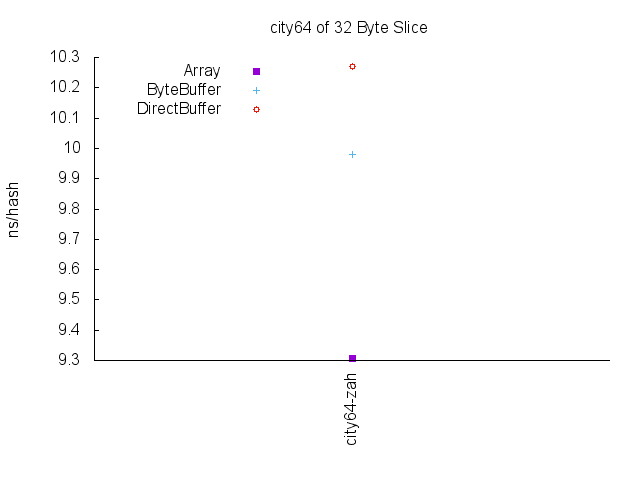 city64 of 32 Byte Slice
10.3
10.2
10.1
10
9.9
9.8
9.7
9.6
9.5
9.4
9.3
ns/hash
Array
ByteBuffer
DirectBuffer
city64-zah